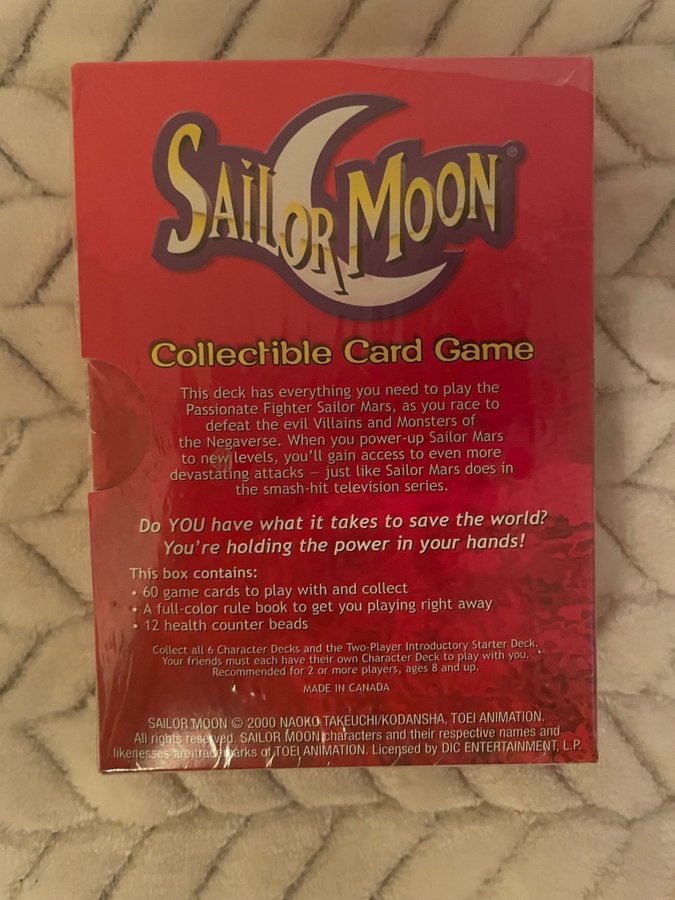 SAILOR MOON®
Collectible Card Game
This deck has everything you need to play the
Passionate Fighter Sailor Mars, as you race to
defeat the evil Villains and Monsters of
the Negaverse. When you power-up Sailor Mars
to new levels, you'll gain access to even more
devastating attacks — just like Sailor Mars does in
the smash-hit television series.
Do YOU have what it takes to save the world?
You're holding the power in your hands!
This box contains:
• 60 game cards to play with and collect
• A full-color rule book to get you playing right away
• 12 health counter beads
Collect all 6 Character Decks and the Two-Player Introductory Starter Deck.
Your friends must each have their own Character Deck to play with you.
Recommended for 2 or more players, ages 8 and up.
MADE IN CANADA
SAILOR MOON © 2000 NAOKO TAKEUCHI/KODANSHA, TOEI ANIMATION.
All rights reserved. SAILOR MOON characters and their respective names and
likenesses are trademarks of TOEI ANIMATION. Licensed by DIC ENTERTAINMENT, L.P.